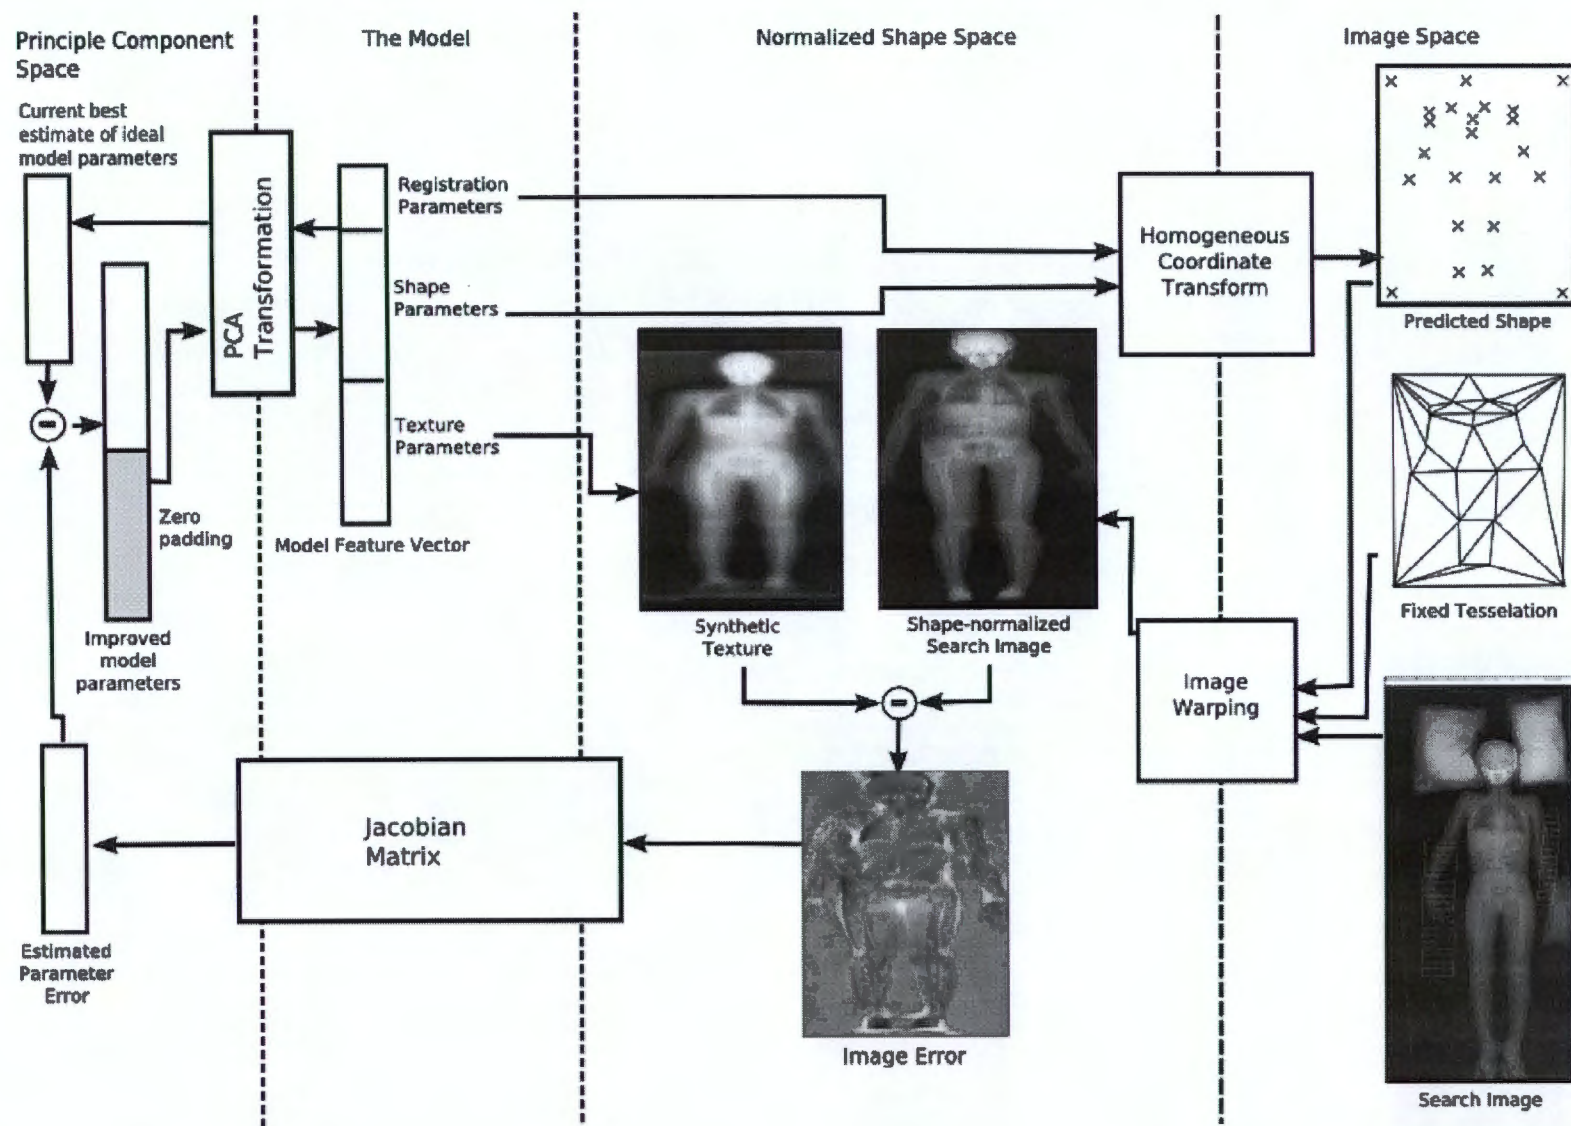 Principle Component
Space
The Model
Normalized Shape Space
Image Space
Current best
estimate of ideal
model parameters
PCA
Transformation
Registration
Parameters
Shape
Parameters
Texture
Parameters
Model Feature Vector
Zero
padding
Improved
model
parameters
Homogeneous
Coordinate
Transform
Predicted Shape
Fixed Tesselation
Synthetic
Texture
Shape-normalized
Search Image
Image
Warping
Jacobian
Matrix
Estimated
Parameter
Error
Image Error
Search Image